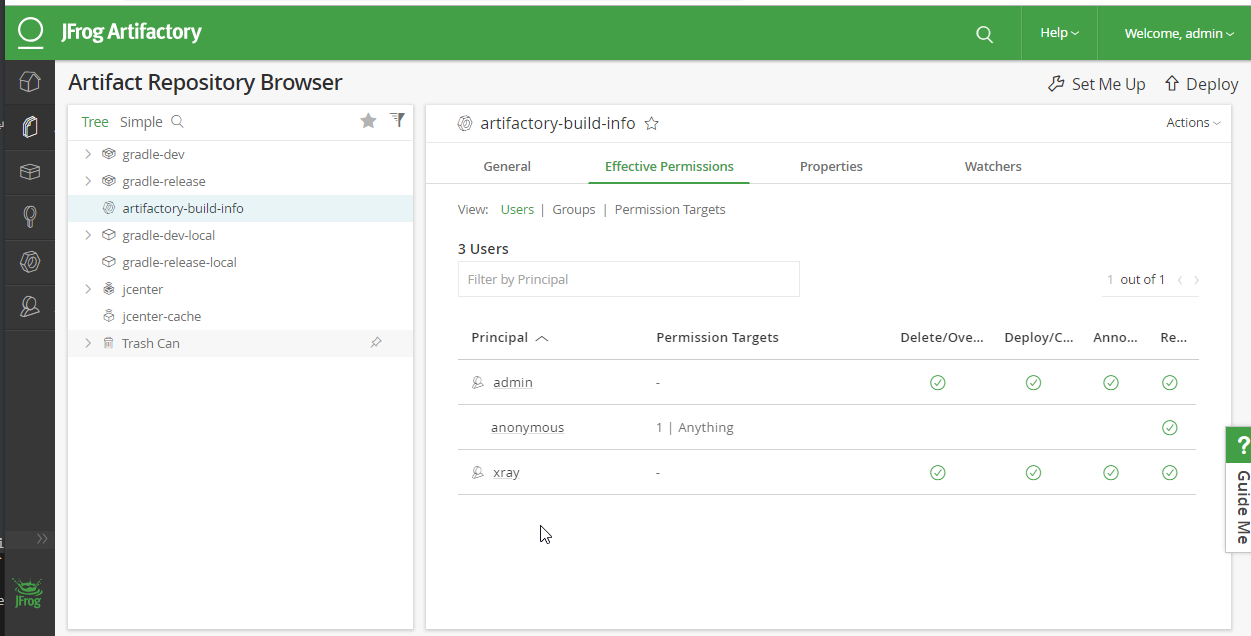 JFrog Artifactory
Help
Welcome, admin
Artifact Repository Browser
Set Me Up
Deploy
Tree Simple
gradle-dev
gradle-release
artifactory-build-info
gradle-dev-local
gradle-release-local
jcenter
jcenter-cache
Trash Can
artifactory-build-info
Actions
General Effective Permissions Properties Watchers
View: Users | Groups | Permission Targets
3 Users
Filter by Principal
1 out of 1
Principal Permission Targets Delete/Ove... Deploy/C... Anno... Re...
admin -
anonymous 1 | Anything
xray -
? Guide Me
JFrog